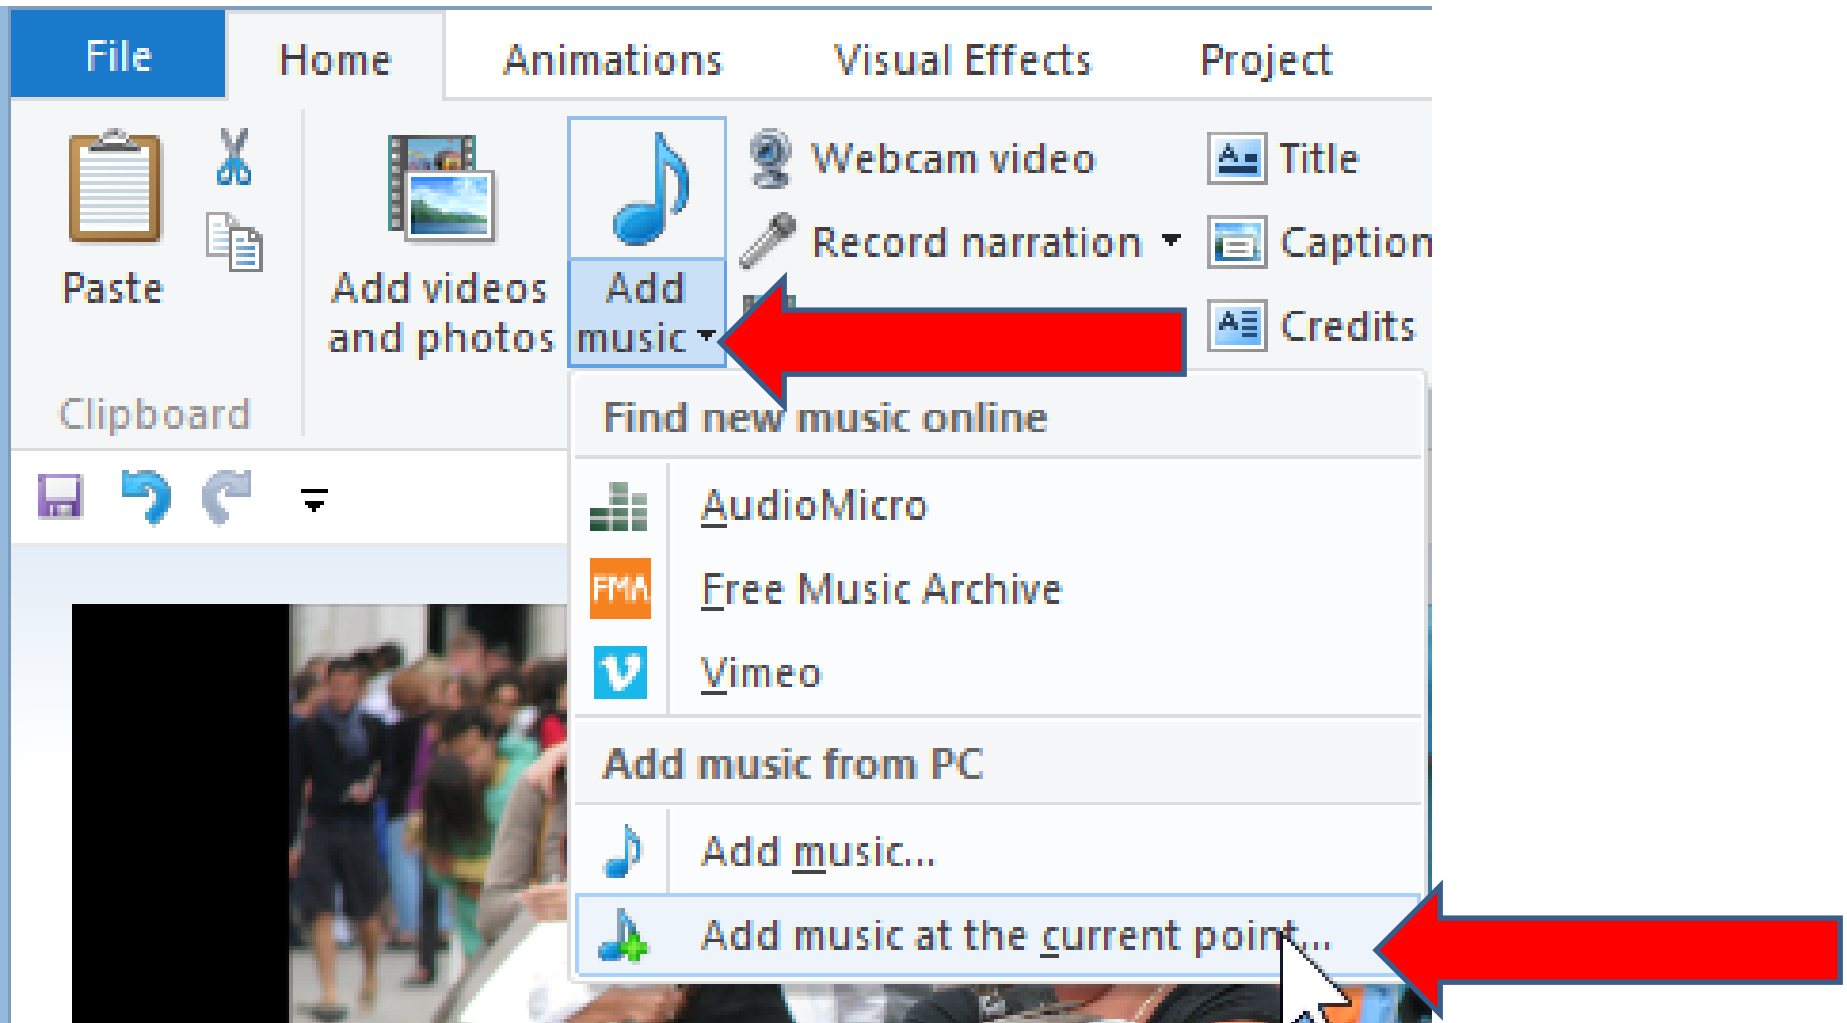 File Home Animations Visual Effects Project
Webcam video
Title
Record narration
Caption
Paste
Add videos
and photos
Add
music
Credits
Clipboard
Find new music online
AudioMicro
FMA Free Music Archive
Vimeo
Add music from PC
Add music...
Add music at the current point...